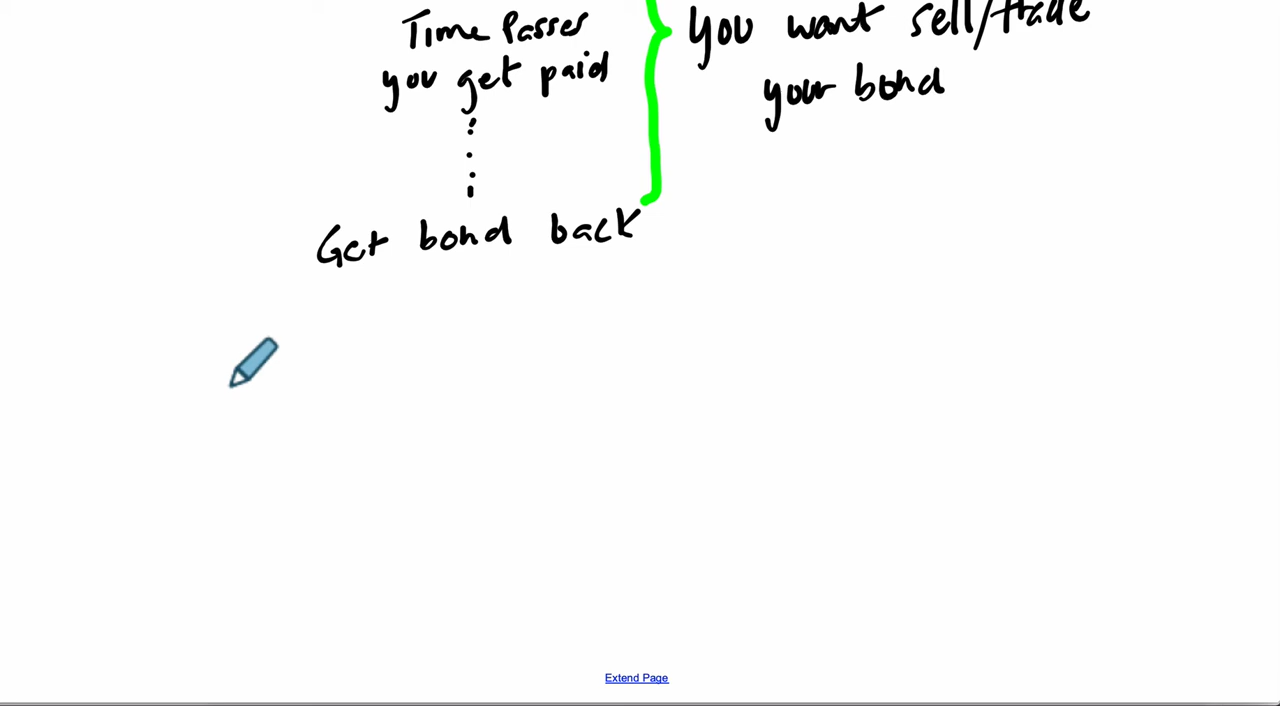 Time Passes
you get paid
Get bond back
you want sell/trade
your bond
Extend Page